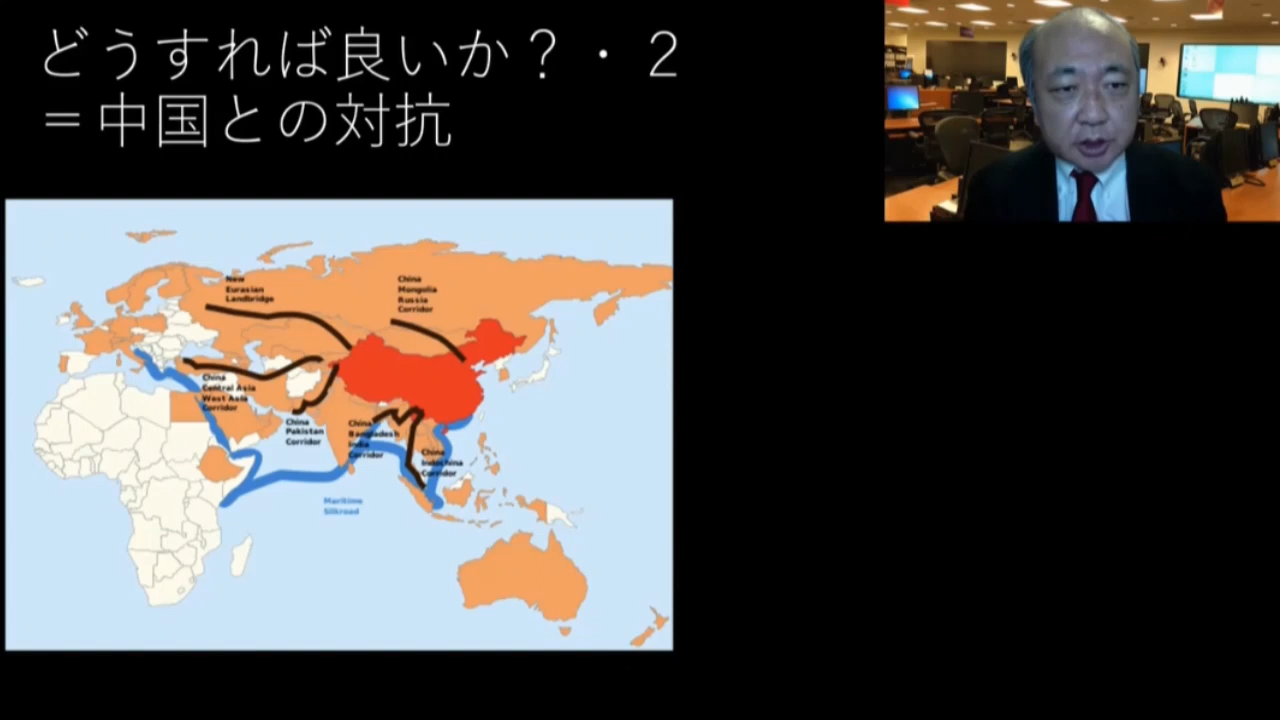 どうすれば良いか？・２
＝中国との対抗
New
Eurasian
Landbridge
China
Mongolia
Russia
Corridor
China
Central Asia
West Asia
Corridor
China
Pakistan
Corridor
China
Bangladesh
India
Corridor
China
Indochina
Corridor
Maritime
Silkroad